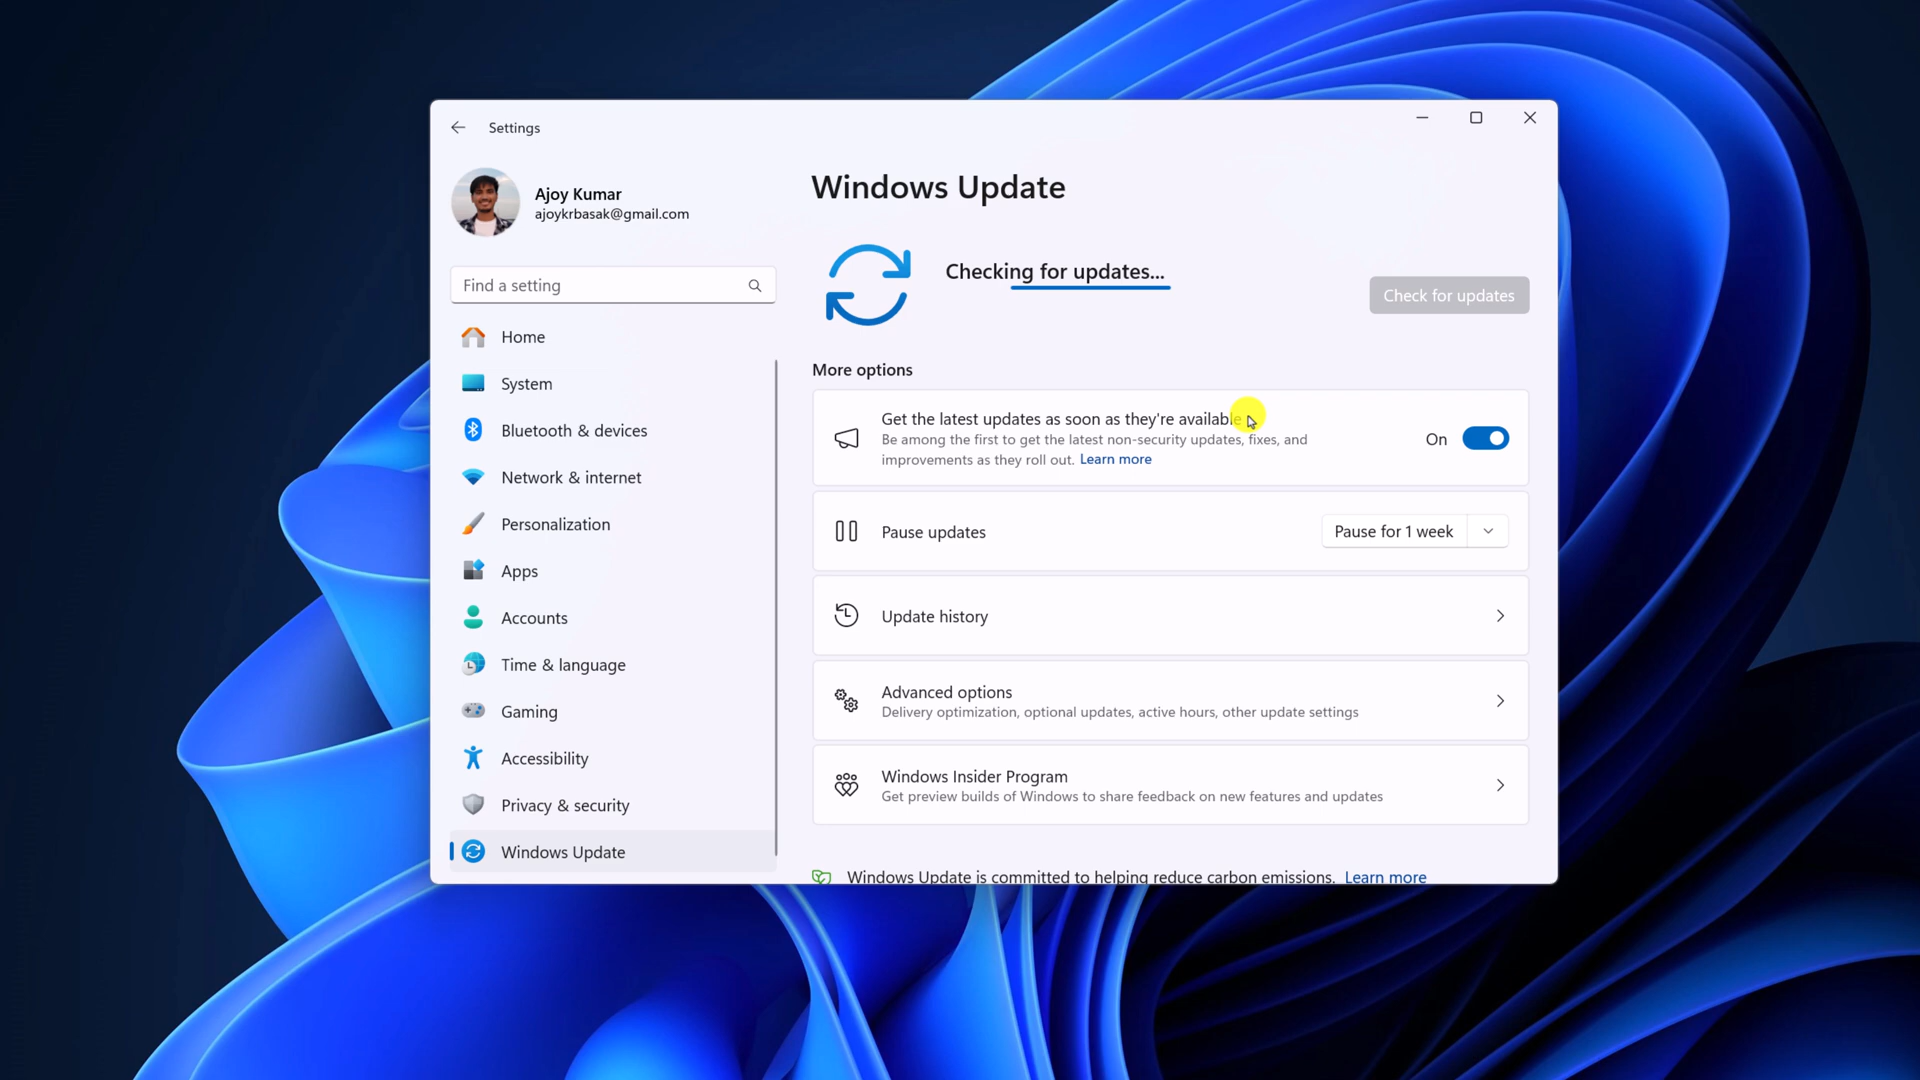 Settings
Ajoy Kumar
ajoykrbasak@gmail.com
Find a setting
Home
System
Bluetooth & devices
Network & internet
Personalization
Apps
Accounts
Time & language
Gaming
Accessibility
Privacy & security
Windows Update
Windows Update
Checking for updates...
Check for updates
More options
Get the latest updates as soon as they're available
Be among the first to get the latest non-security updates, fixes, and
improvements as they roll out. Learn more
On
Pause updates
Pause for 1 week
Update history
Advanced options
Delivery optimization, optional updates, active hours, other update settings
Windows Insider Program
Get preview builds of Windows to share feedback on new features and updates
Windows Update is committed to helping reduce carbon emissions. Learn more